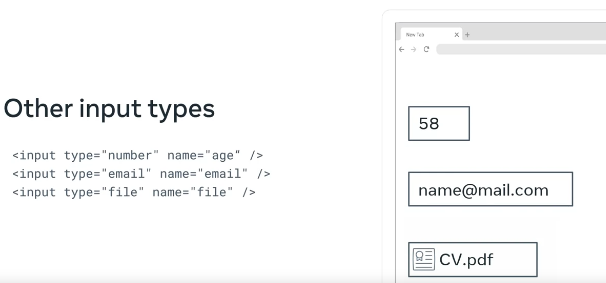 New Tab
Other input types
<input type="number" name="age" />
<input type="email" name="email" />
<input type="file" name="file" />
58
name@mail.com
CV.pdf